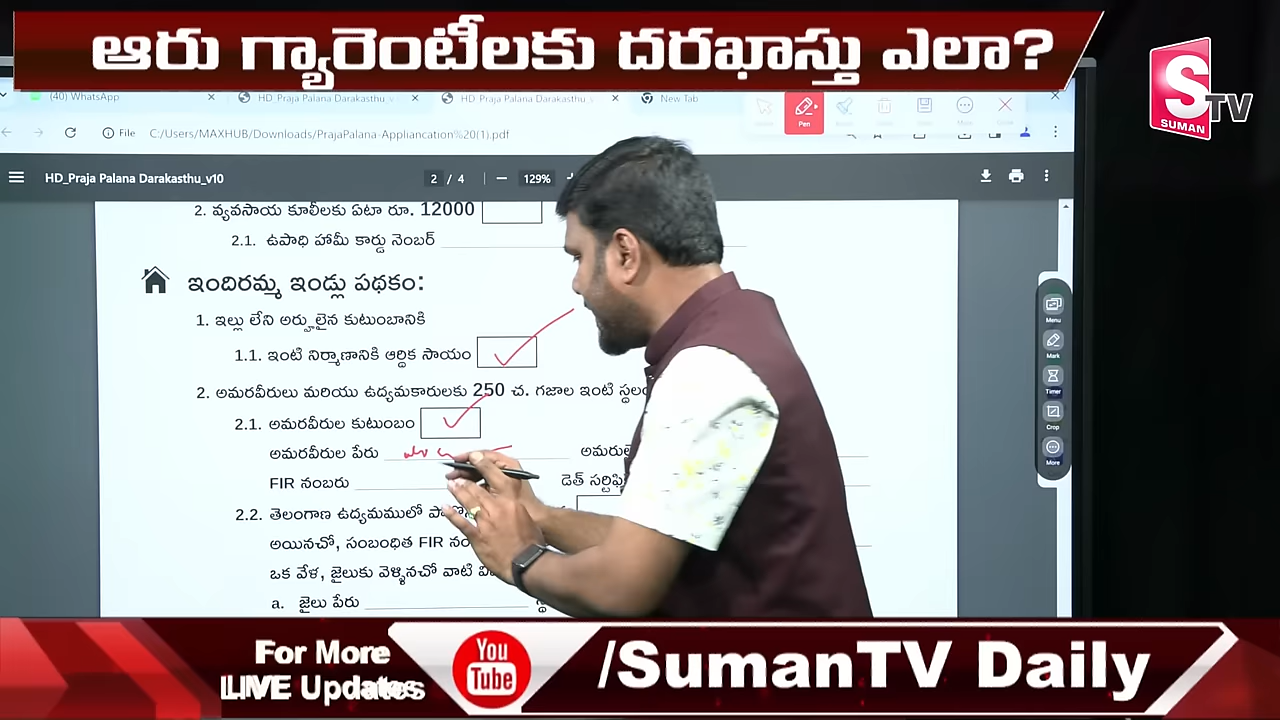 ఆరు గ్యారెంటీలకు దరఖాస్తు ఎలా?
S TV
SUMAN
(40) WhatsApp
HD_Praja Palana Darakasthu_v
HD_Praja Palana Darakasthu_v
New Tab
Pen
File C:/Users/MAXHUB/Downloads/PrajaPalana-Appliancation%20(1).pdf
HD_Praja Palana Darakasthu_v10 2 / 4 129%
2. వ్యవసాయ కూలీలకు ఏటా రూ. 12000
2.1. ఉపాధి హామీ కార్డు నెంబర్
ఇందిరమ్మ ఇండ్లు పథకం:
1. ఇల్లు లేని అర్హులైన కుటుంబానికి
1.1. ఇంటి నిర్మాణానికి ఆర్థిక సాయం
2. అమరవీరులు మరియు ఉద్యమకారులకు 250 చ. గజాల ఇంటి స్థలం
2.1. అమరవీరుల కుటుంబం
అమరవీరుల పేరు
FIR నంబరు డెత్ సర్టిఫి
2.2. తెలంగాణ ఉద్యమములో
అయినచో, సంబంధిత FIR నం
ఒక వేళ, జైలుకు వెళ్ళినచో వాటి
a. జైలు పేరు
Menu
Mark
Timer
Crop
More
For More
LIVE Updates
You
Tube
/SumanTV Daily